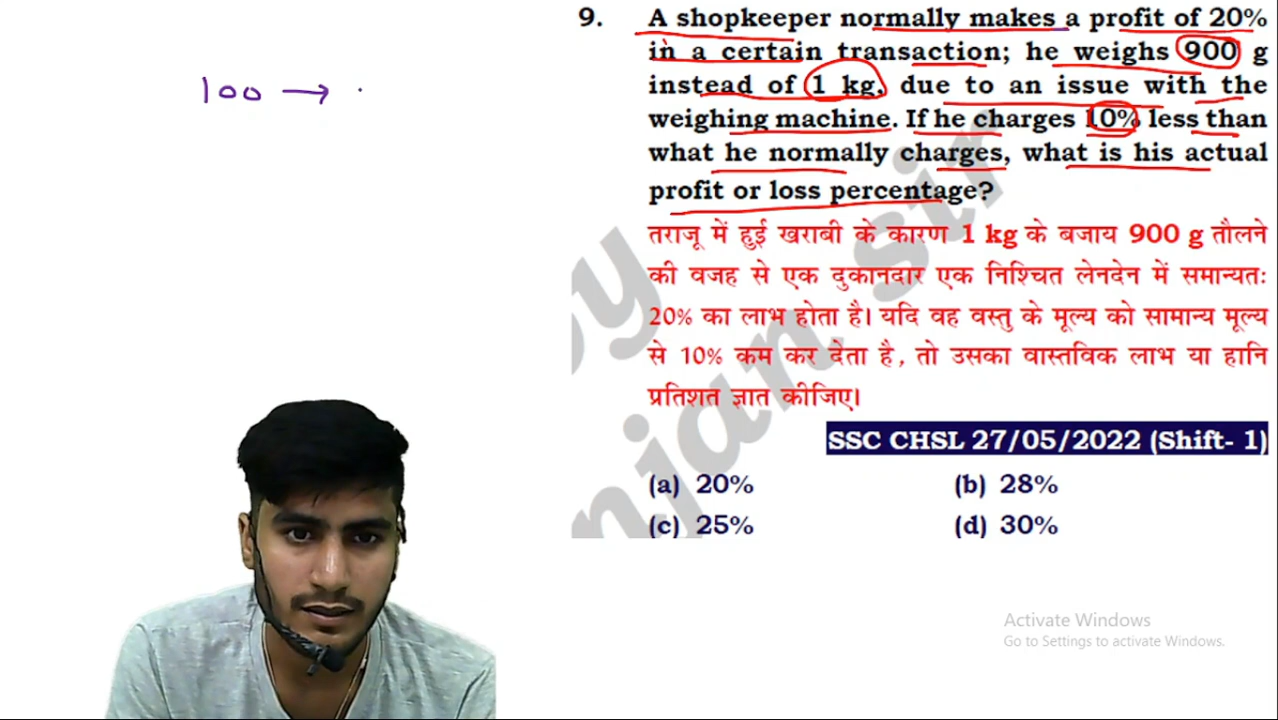 9. A shopkeeper normally makes a profit of 20%
in a certain transaction; he weighs 900 g
instead of 1 kg, due to an issue with the
weighing machine. If he charges 10% less than
what he normally charges, what is his actual
profit or loss percentage?
तराजू में हुई खराबी के कारण 1 kg के बजाय 900 g तौलने
की वजह से एक दुकानदार एक निश्चित लेनदेन में समान्यतः
20% का लाभ होता है। यदि वह वस्तु के मूल्य को सामान्य मूल्य
से 10% कम कर देता है, तो उसका वास्तविक लाभ या हानि
प्रतिशत ज्ञात कीजिए।
SSC CHSL 27/05/2022 (Shift- 1)
(a) 20% (b) 28%
(c) 25% (d) 30%
100 →
by
njan sir
Activate Windows
Go to Settings to activate Windows.